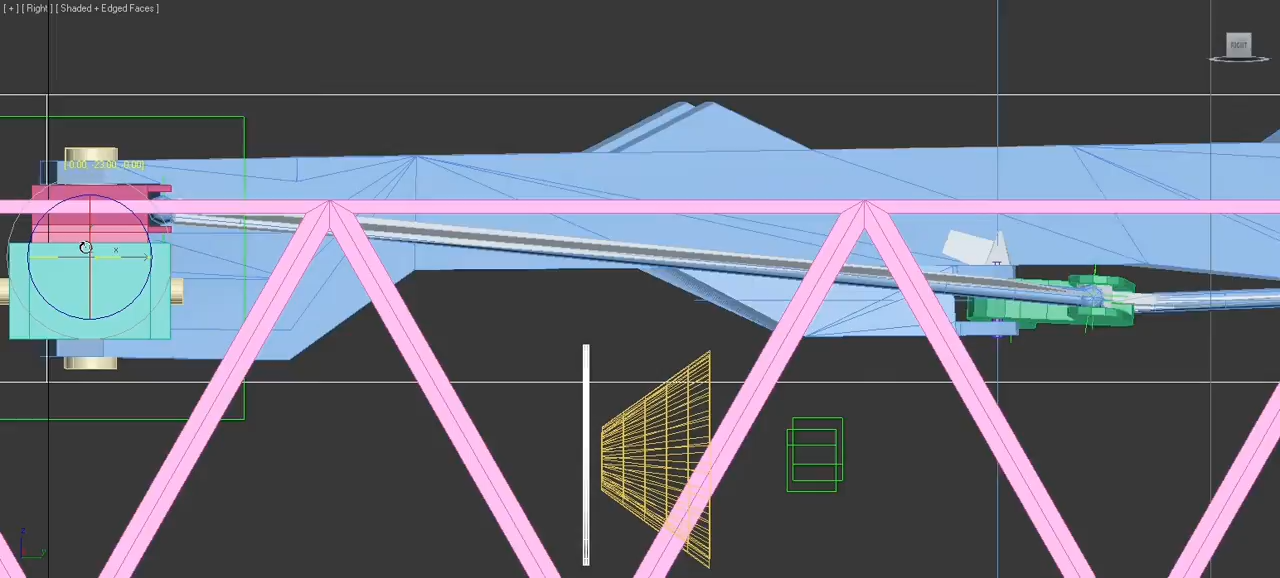 [ + ] [ Right ] [ Shaded + Edged Faces ]
RIGHT
x
z
y